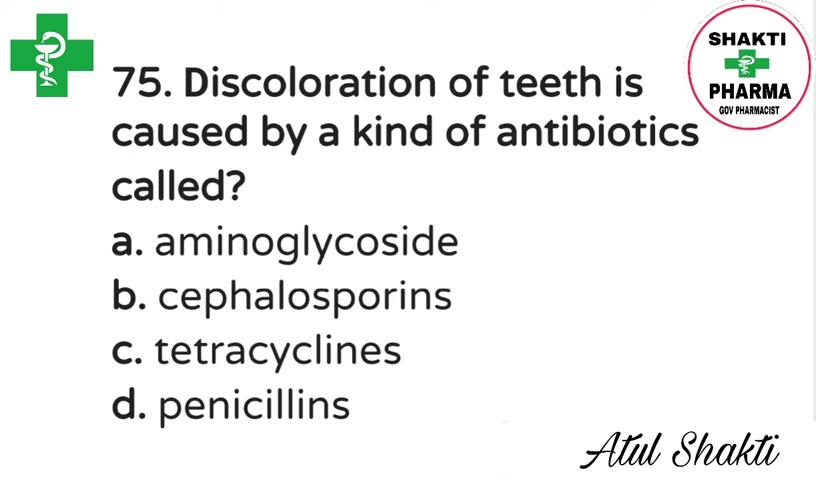 SHAKTI
PHARMA
GOV PHARMACIST
75. Discoloration of teeth is
caused by a kind of antibiotics
called?
a. aminoglycoside
b. cephalosporins
c. tetracyclines
d. penicillins
Atul Shakti